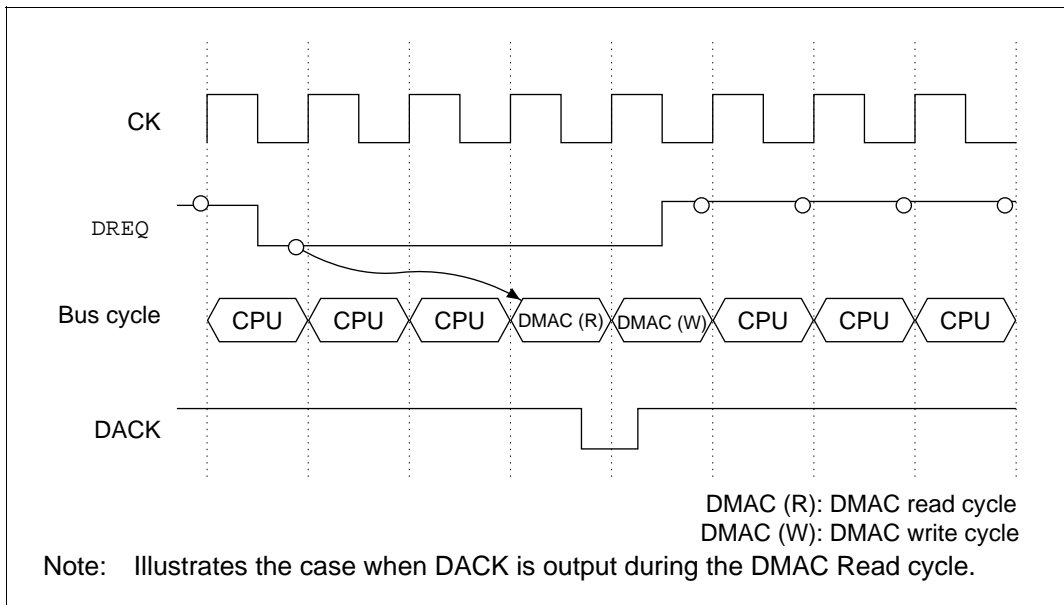 CK
DREQ
Bus cycle CPU CPU CPU DMAC (R) DMAC (W) CPU CPU CPU
DACK
DMAC (R): DMAC read cycle
DMAC (W): DMAC write cycle
Note: Illustrates the case when DACK is output during the DMAC Read cycle.